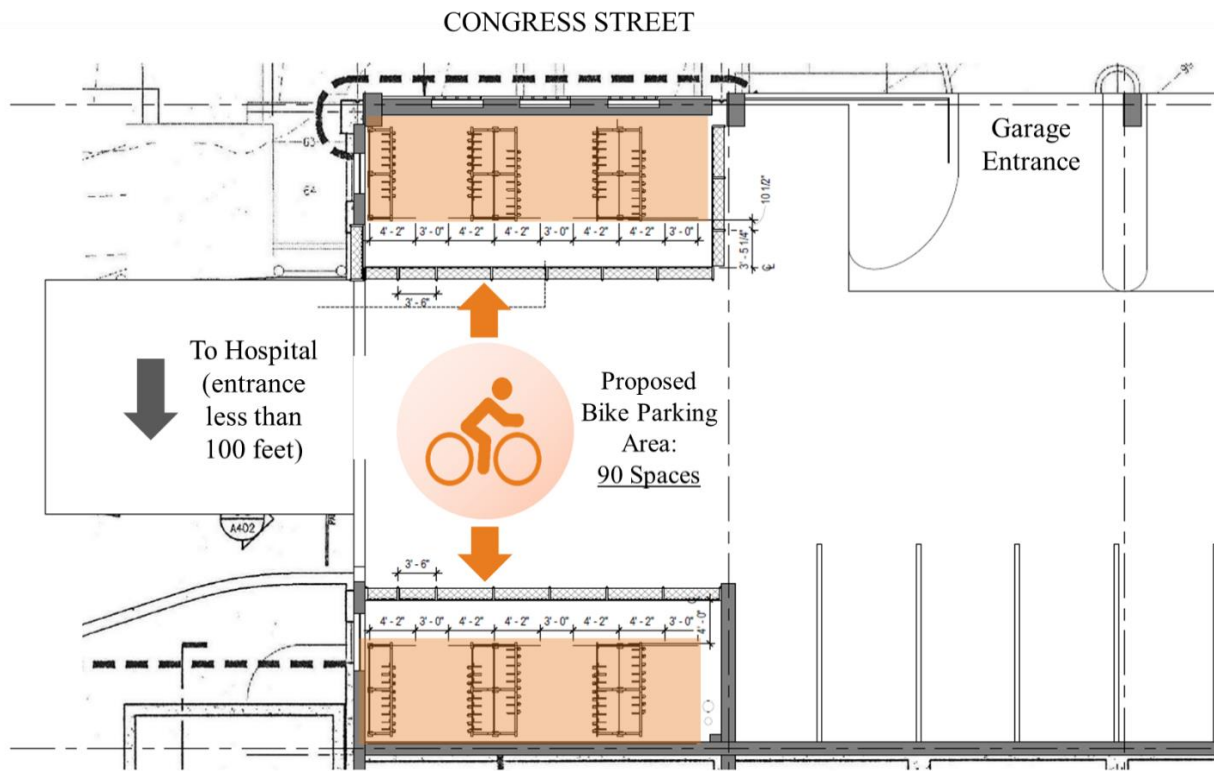 CONGRESS STREET
Garage
Entrance
63
64
10 1/2"
3' - 5 1/4"
4' - 2" 3' - 0" 4' - 2" 4' - 2" 3' - 0" 4' - 2" 4' - 2" 3' - 0"
3' - 6"
To Hospital
(entrance
less than
100 feet)
Proposed
Bike Parking
Area:
90 Spaces
A402
3' - 6"
4' - 2" 3' - 0" 4' - 2" 4' - 2" 3' - 0" 4' - 2" 4' - 2" 3' - 0"
4' - 0"